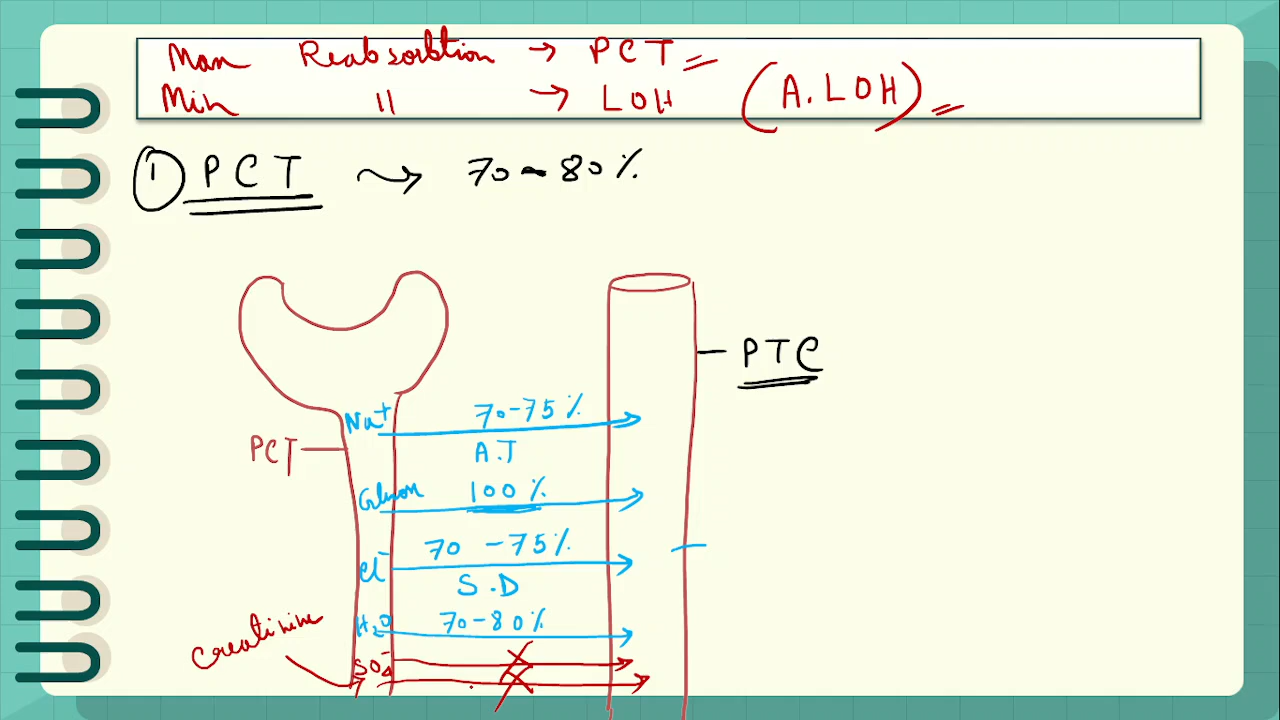 Max Reabsorbtion → PCT
Min " → LOH (A.LOH)
① PCT → 70-80%
PTC
Na+ 70-75%
PCT
A.T
Glucose 100%
Cl- 70-75%
S.D
H2O 70-80%
creatinine
SO4-